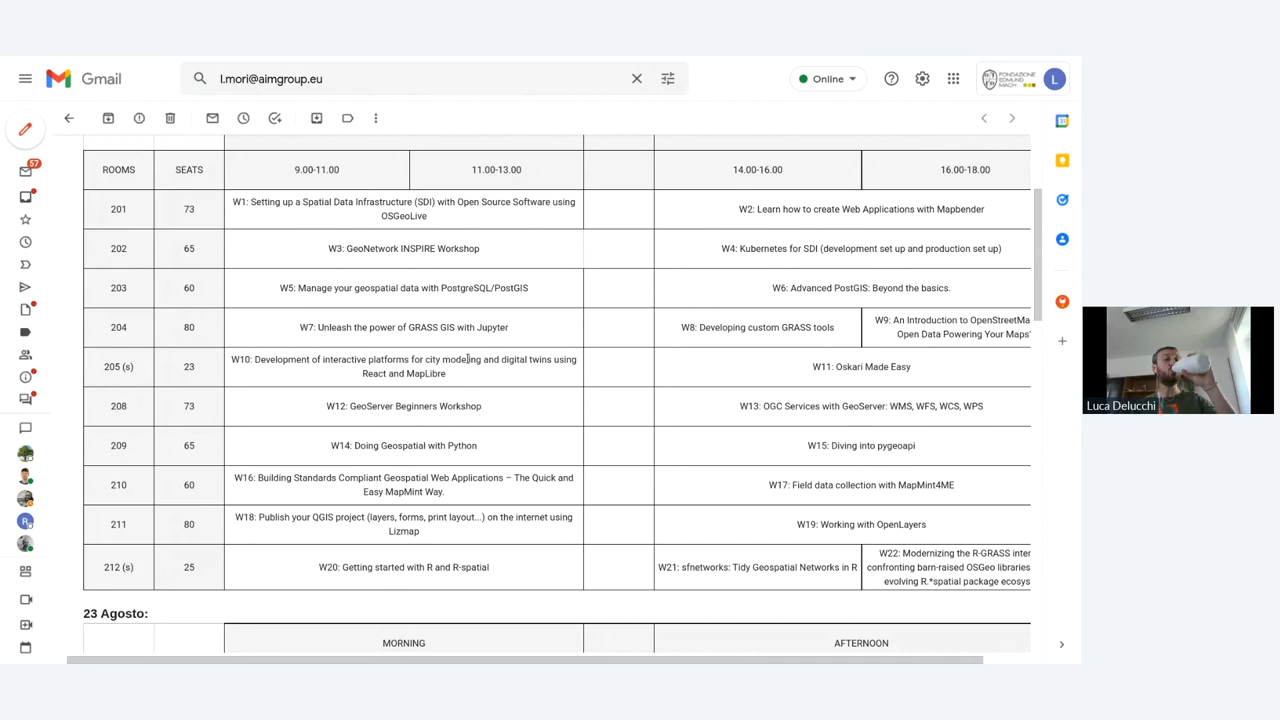 Gmail
l.mori@aimgroup.eu
Online
FONDAZIONE
EDMUND
MACH
L
57
ROOMS SEATS 9.00-11.00 11.00-13.00 14.00-16.00 16.00-18.00
201 73 W1: Setting up a Spatial Data Infrastructure (SDI) with Open Source Software using
OSGeoLive
W2: Learn how to create Web Applications with Mapbender
202 65 W3: GeoNetwork INSPIRE Workshop W4: Kubernetes for SDI (development set up and production set up)
203 60 W5: Manage your geospatial data with PostgreSQL/PostGIS W6: Advanced PostGIS: Beyond the basics.
204 80 W7: Unleash the power of GRASS GIS with Jupyter W8: Developing custom GRASS tools
W9: An Introduction to OpenStreetMa
Open Data Powering Your Maps
205 (s) 23 W10: Development of interactive platforms for city modeling and digital twins using
React and MapLibre
W11: Oskari Made Easy
208 73 W12: GeoServer Beginners Workshop W13: OGC Services with GeoServer: WMS, WFS, WCS, WPS
209 65 W14: Doing Geospatial with Python W15: Diving into pygeoapi
210 60 W16: Building Standards Compliant Geospatial Web Applications – The Quick and
Easy MapMint Way.
W17: Field data collection with MapMint4ME
211 80 W18: Publish your QGIS project (layers, forms, print layout...) on the internet using
Lizmap
W19: Working with OpenLayers
212 (s) 25 W20: Getting started with R and R-spatial W21: sfnetworks: Tidy Geospatial Networks in R
W22: Modernizing the R-GRASS inter
confronting barn-raised OSGeo libraries
evolving R.*spatial package ecosys
23 Agosto:
MORNING AFTERNOON
R
31
Luca Delucchi